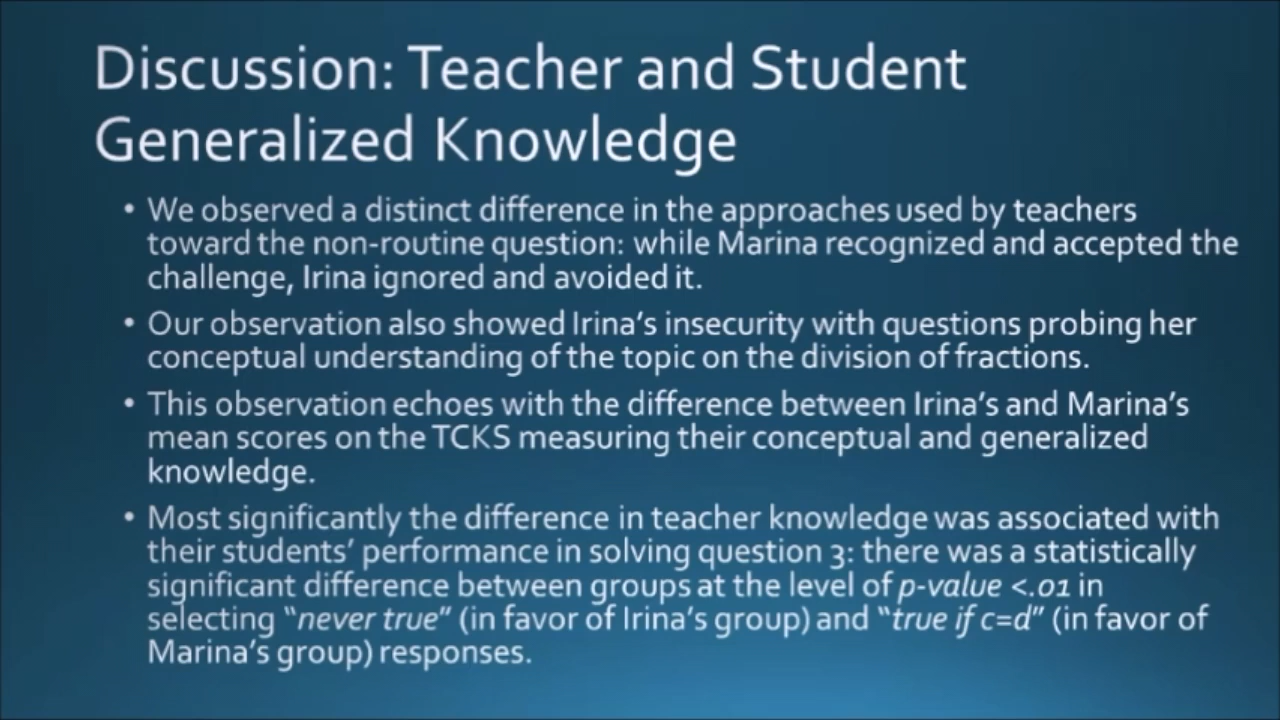 Discussion: Teacher and Student
Generalized Knowledge
• We observed a distinct difference in the approaches used by teachers
toward the non-routine question: while Marina recognized and accepted the
challenge, Irina ignored and avoided it.
• Our observation also showed Irina’s insecurity with questions probing her
conceptual understanding of the topic on the division of fractions.
• This observation echoes with the difference between Irina’s and Marina’s
mean scores on the TCKS measuring their conceptual and generalized
knowledge.
• Most significantly the difference in teacher knowledge was associated with
their students’ performance in solving question 3: there was a statistically
significant difference between groups at the level of p-value <.01 in
selecting “never true” (in favor of Irina’s group) and “true if c=d” (in favor of
Marina’s group) responses.